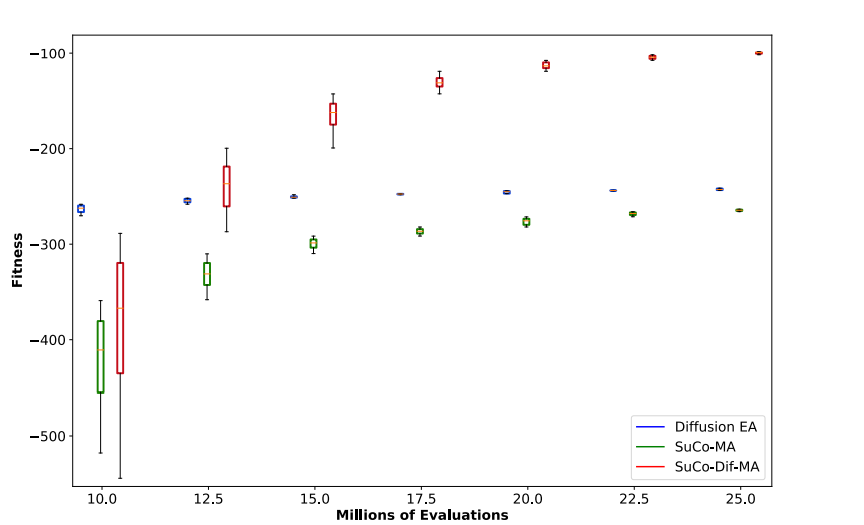 −100
−200
−300
−400
−500
Fitness
10.0 12.5 15.0 17.5 20.0 22.5 25.0
Millions of Evaluations
Diffusion EA
SuCo-MA
SuCo-Dif-MA